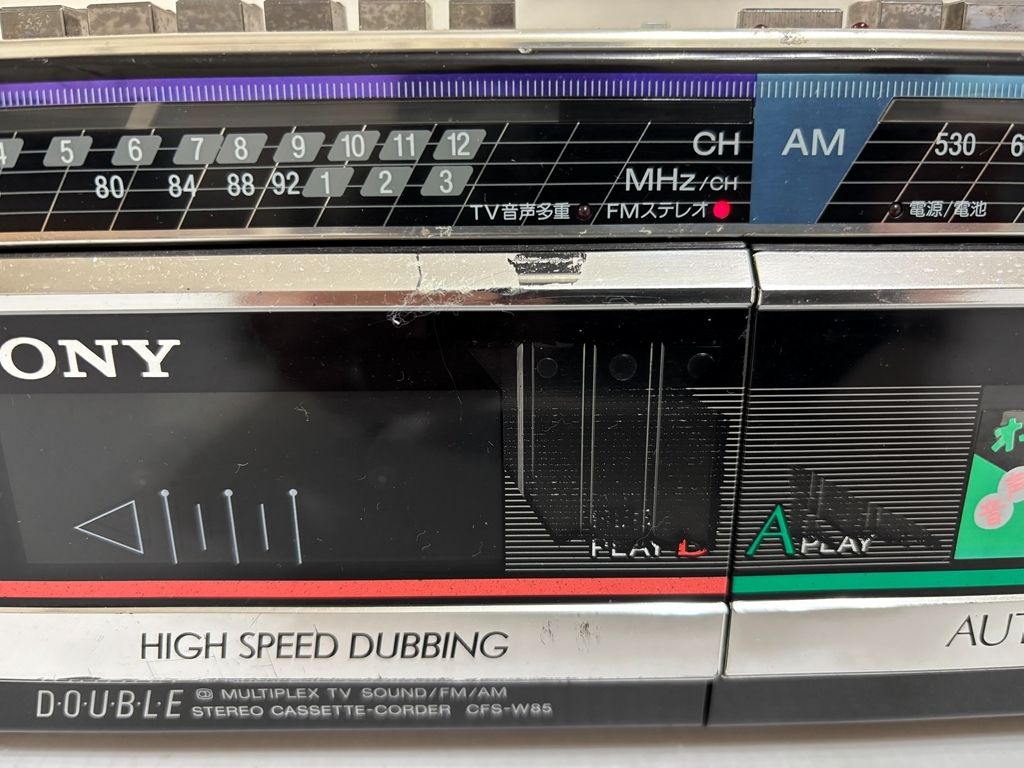 4 5 6 7 8 9 10 11 12 CH
80 84 88 92 1 2 3 MHz/CH
TV音声多重 FMステレオ
AM 530 6
電源/電池
SONY
PLAY B
A PLAY
HIGH SPEED DUBBING
AUT
D·O·U·B·L·E
MULTIPLEX TV SOUND/FM/AM
STEREO CASSETTE-CORDER CFS-W85